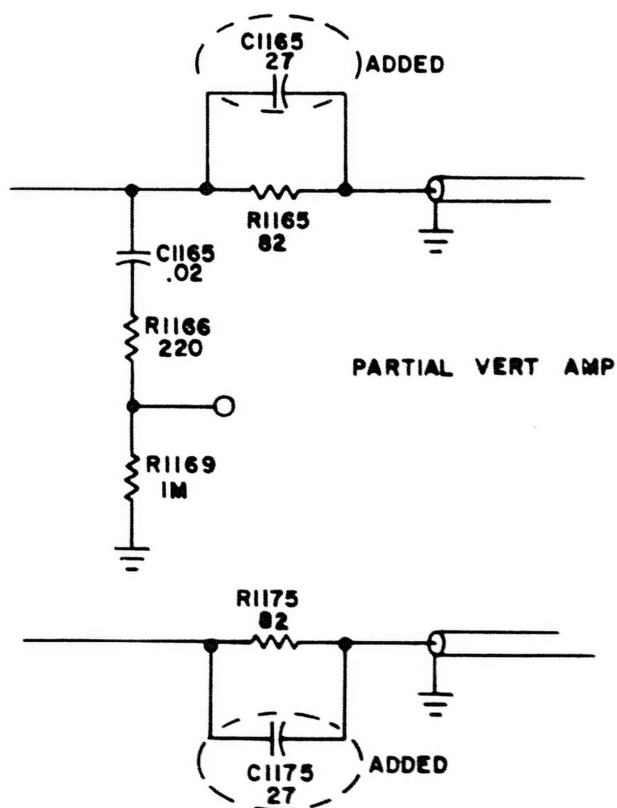 C1165
27
ADDED
R1165
82
C1165
.02
R1166
220
PARTIAL VERT AMP
R1169
1M
R1175
82
C1175
27
ADDED